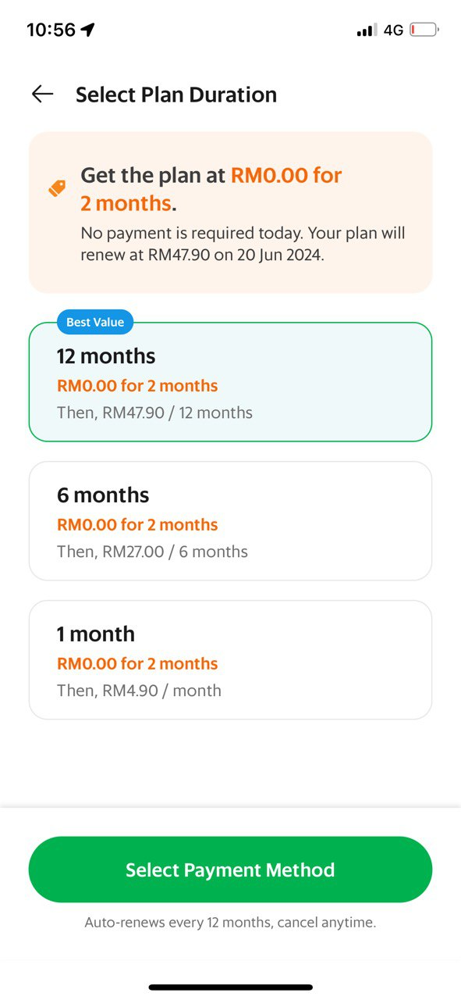 10:56
4G
Select Plan Duration
Get the plan at RM0.00 for
2 months.
No payment is required today. Your plan will
renew at RM47.90 on 20 Jun 2024.
Best Value
12 months
RM0.00 for 2 months
Then, RM47.90 / 12 months
6 months
RM0.00 for 2 months
Then, RM27.00 / 6 months
1 month
RM0.00 for 2 months
Then, RM4.90 / month
Select Payment Method
Auto-renews every 12 months, cancel anytime.